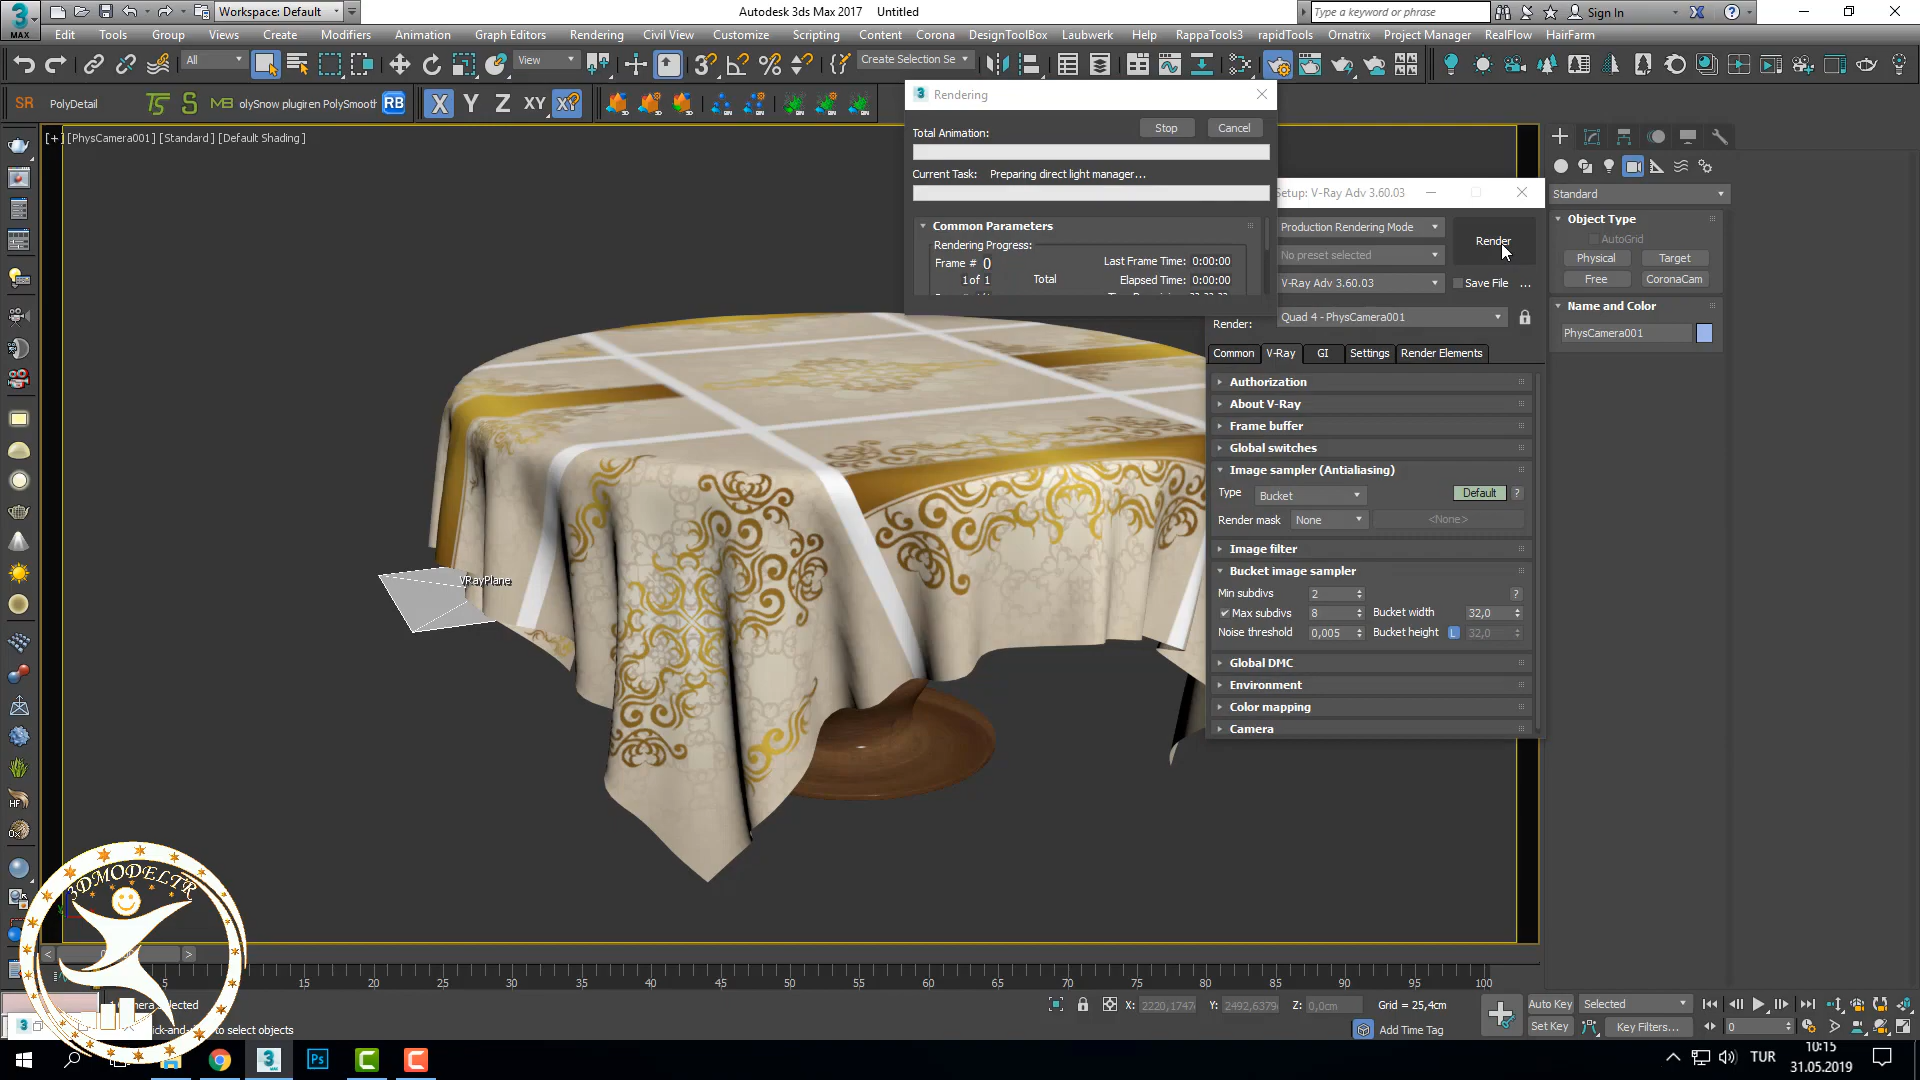 Workspace: Default
Autodesk 3ds Max 2017    Untitled
Type a keyword or phrase
Sign In
MAX
Edit Tools Group Views Create Modifiers Animation Graph Editors Rendering Civil View Customize Scripting Content Corona DesignToolBox Laubwerk Help RappaTools3 rapidTools Ornatrix Project Manager RealFlow HairFarm
All
View
Create Selection Se
SR PolyDetail TS S MB olySnow plugiren PolySmooth RB X Y Z XY X?
[+] [PhysCamera001] [Standard] [Default Shading]
Rendering
Total Animation:
Stop Cancel
Current Task: Preparing direct light manager...
Common Parameters
Rendering Progress:
Frame # 0
Last Frame Time: 0:00:00
1 of 1 Total
Elapsed Time: 0:00:00
Setup: V-Ray Adv 3.60.03
Production Rendering Mode
Render
No preset selected
V-Ray Adv 3.60.03
Save File ...
Render: Quad 4 - PhysCamera001
Common V-Ray GI Settings Render Elements
Authorization
About V-Ray
Frame buffer
Global switches
Image sampler (Antialiasing)
Type Bucket Default ?
Render mask None <None>
Image filter
Bucket image sampler
Min subdivs 2 ?
Max subdivs 8 Bucket width 32,0
Noise threshold 0,005 Bucket height L 32,0
Global DMC
Environment
Color mapping
Camera
Standard
Object Type
AutoGrid
Physical Target
Free CoronaCam
Name and Color
PhysCamera001
VRayPlane
HF
3DMODELTR
5 20 25 30 35 40 45 50 55 60 65 70 75 80 85 90 95 100
X: 2220,1747 Y: 2492,6379 Z: 0,0cm Grid = 25,4cm
Add Time Tag
Auto Key Selected
Set Key Key Filters...
0
to select objects
Ps
TUR
10:15
31.05.2019